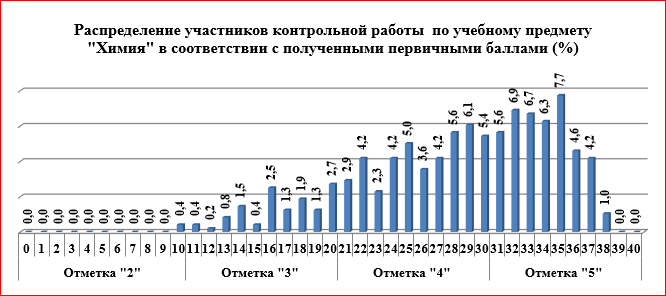 Распределение участников контрольной работы по учебному предмету
"Химия" в соответствии с полученными первичными баллами (%)
0,0 0,0 0,0 0,0 0,0 0,0 0,0 0,0 0,0 0,0 0,4 0,4 0,2 0,8 1,5 0,4 2,5 1,3 1,9 1,3 2,7 2,9 4,2 2,3 4,2 5,0 3,6 4,2 5,6 6,1 5,4 5,6 6,9 6,7 6,3 7,7 4,6 4,2 1,0 0,0 0,0
0 1 2 3 4 5 6 7 8 9 10 11 12 13 14 15 16 17 18 19 20 21 22 23 24 25 26 27 28 29 30 31 32 33 34 35 36 37 38 39 40
Отметка "2" Отметка "3" Отметка "4" Отметка "5"